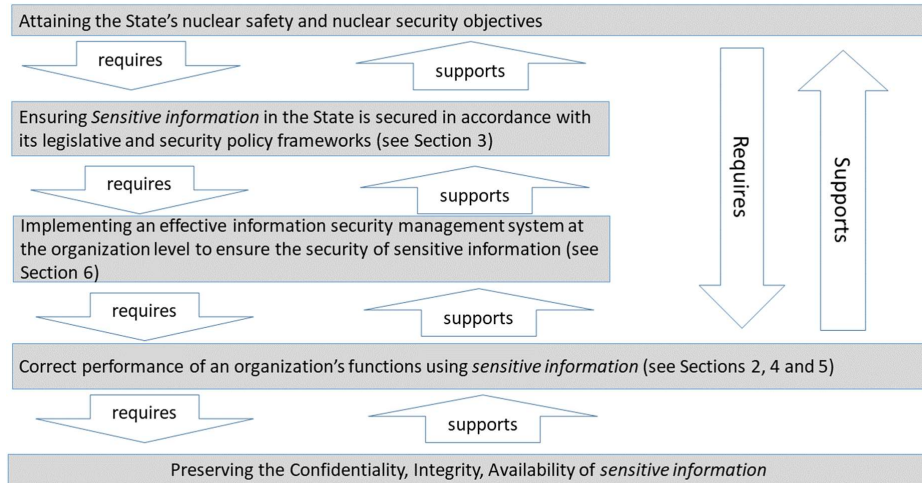 Attaining the State's nuclear safety and nuclear security objectives
requires
supports
Ensuring Sensitive information in the State is secured in accordance with
its legislative and security policy frameworks (see Section 3)
requires
supports
Implementing an effective information security management system at
the organization level to ensure the security of sensitive information (see
Section 6)
requires
supports
Requires
Supports
Correct performance of an organization's functions using sensitive information (see Sections 2, 4 and 5)
requires
supports
Preserving the Confidentiality, Integrity, Availability of sensitive information